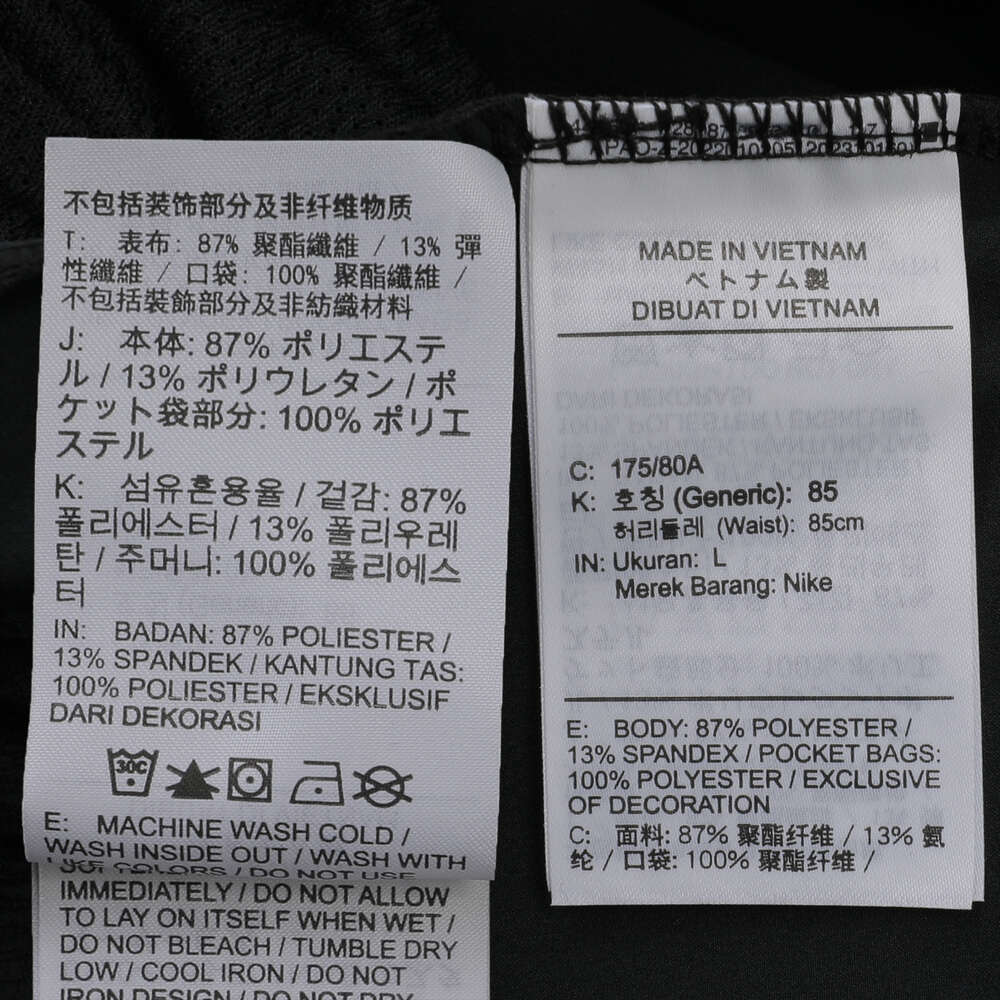 不包括装饰部分及非纤维物质
T: 表布: 87% 聚酯纖維 / 13% 彈
性纖維 / 口袋: 100% 聚酯纖維 /
不包括裝飾部分及非紡織材料
J: 本体: 87% ポリエステ
ル / 13% ポリウレタン / ポ
ケット袋部分: 100% ポリエ
ステル
K: 섬유혼용율 / 겉감: 87%
폴리에스터 / 13% 폴리우레
탄 / 주머니: 100% 폴리에스
터
IN: BADAN: 87% POLIESTER /
13% SPANDEK / KANTUNG TAS:
100% POLIESTER / EKSKLUSIF
DARI DEKORASI
30C
E: MACHINE WASH COLD /
WASH INSIDE OUT / WASH WITH
LIKE COLORS / DO NOT USE
IMMEDIATELY / DO NOT ALLOW
TO LAY ON ITSELF WHEN WET /
DO NOT BLEACH / TUMBLE DRY
LOW / COOL IRON / DO NOT
IRON DESIGN / DO NOT DRY
MADE IN VIETNAM
ベトナム製
DIBUAT DI VIETNAM
C: 175/80A
K: 호칭 (Generic): 85
허리둘레 (Waist): 85cm
IN: Ukuran: L
Merek Barang: Nike
E: BODY: 87% POLYESTER /
13% SPANDEX / POCKET BAGS:
100% POLYESTER / EXCLUSIVE
OF DECORATION
C: 面料: 87% 聚酯纤维 / 13% 氨
纶 / 口袋: 100% 聚酯纤维 /